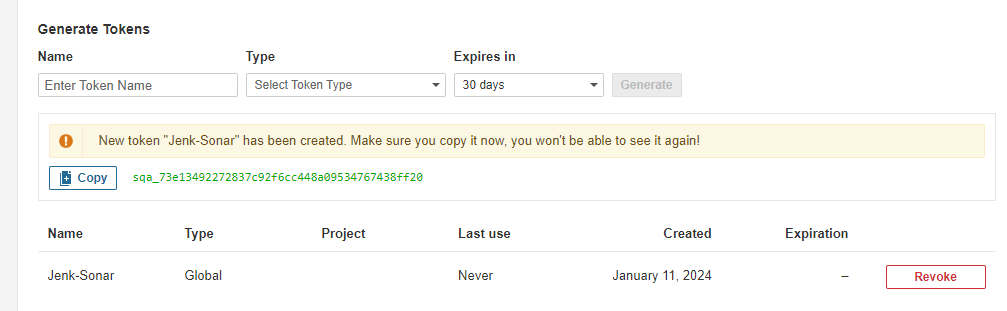 Generate Tokens
Name Type Expires in
Enter Token Name Select Token Type 30 days Generate
New token "Jenk-Sonar" has been created. Make sure you copy it now, you won't be able to see it again!
Copy sqa_73e13492272837c92f6cc448a09534767438ff20
Name Type Project Last use Created Expiration
Jenk-Sonar Global Never January 11, 2024 – Revoke